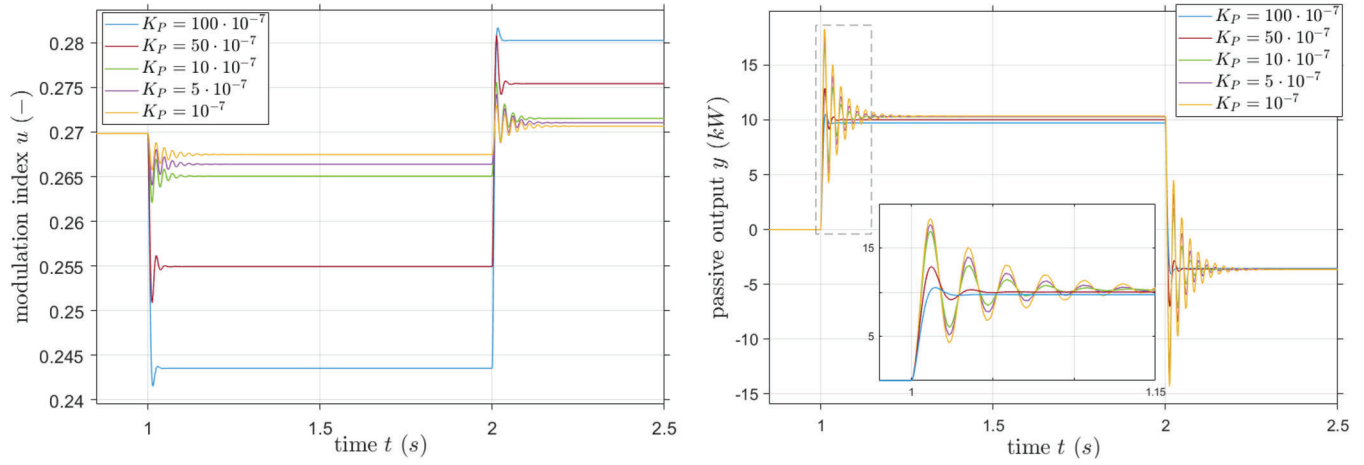 K_P = 100 · 10⁻⁷
K_P = 50 · 10⁻⁷
K_P = 10 · 10⁻⁷
K_P = 5 · 10⁻⁷
K_P = 10⁻⁷
0.28
0.275
0.27
0.265
0.26
0.255
0.25
0.245
0.24
modulation index u (−)
1
1.5
2
2.5
time t (s)
K_P = 100 · 10⁻⁷
K_P = 50 · 10⁻⁷
K_P = 10 · 10⁻⁷
K_P = 5 · 10⁻⁷
K_P = 10⁻⁷
15
10
5
0
-5
-10
-15
passive output y (kW)
15
5
1
1.15
1
1.5
2
2.5
time t (s)